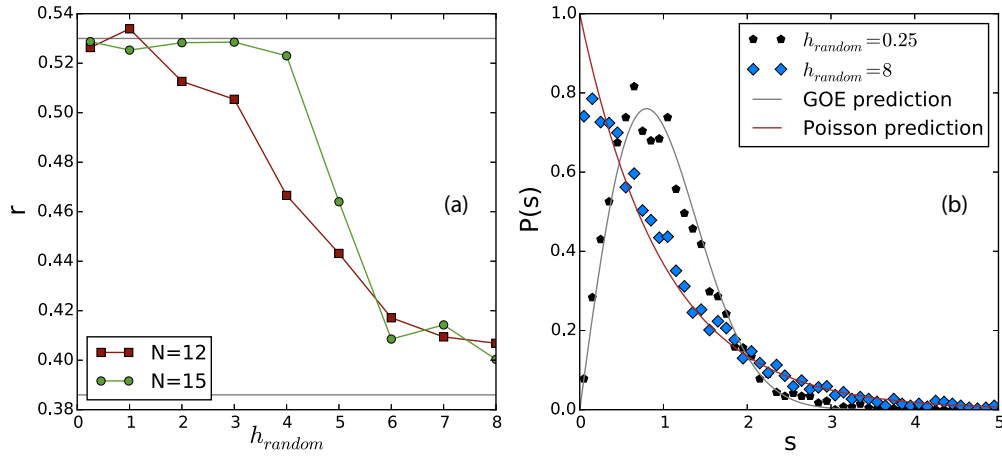 0.54
0.52
0.50
0.48
0.46
0.44
0.42
0.40
0.38
r
0 1 2 3 4 5 6 7 8
h_random
(a)
N=12
N=15
1.0
0.8
0.6
0.4
0.2
0.0
P(s)
0 1 2 3 4 5
s
(b)
h_random=0.25
h_random=8
GOE prediction
Poisson prediction